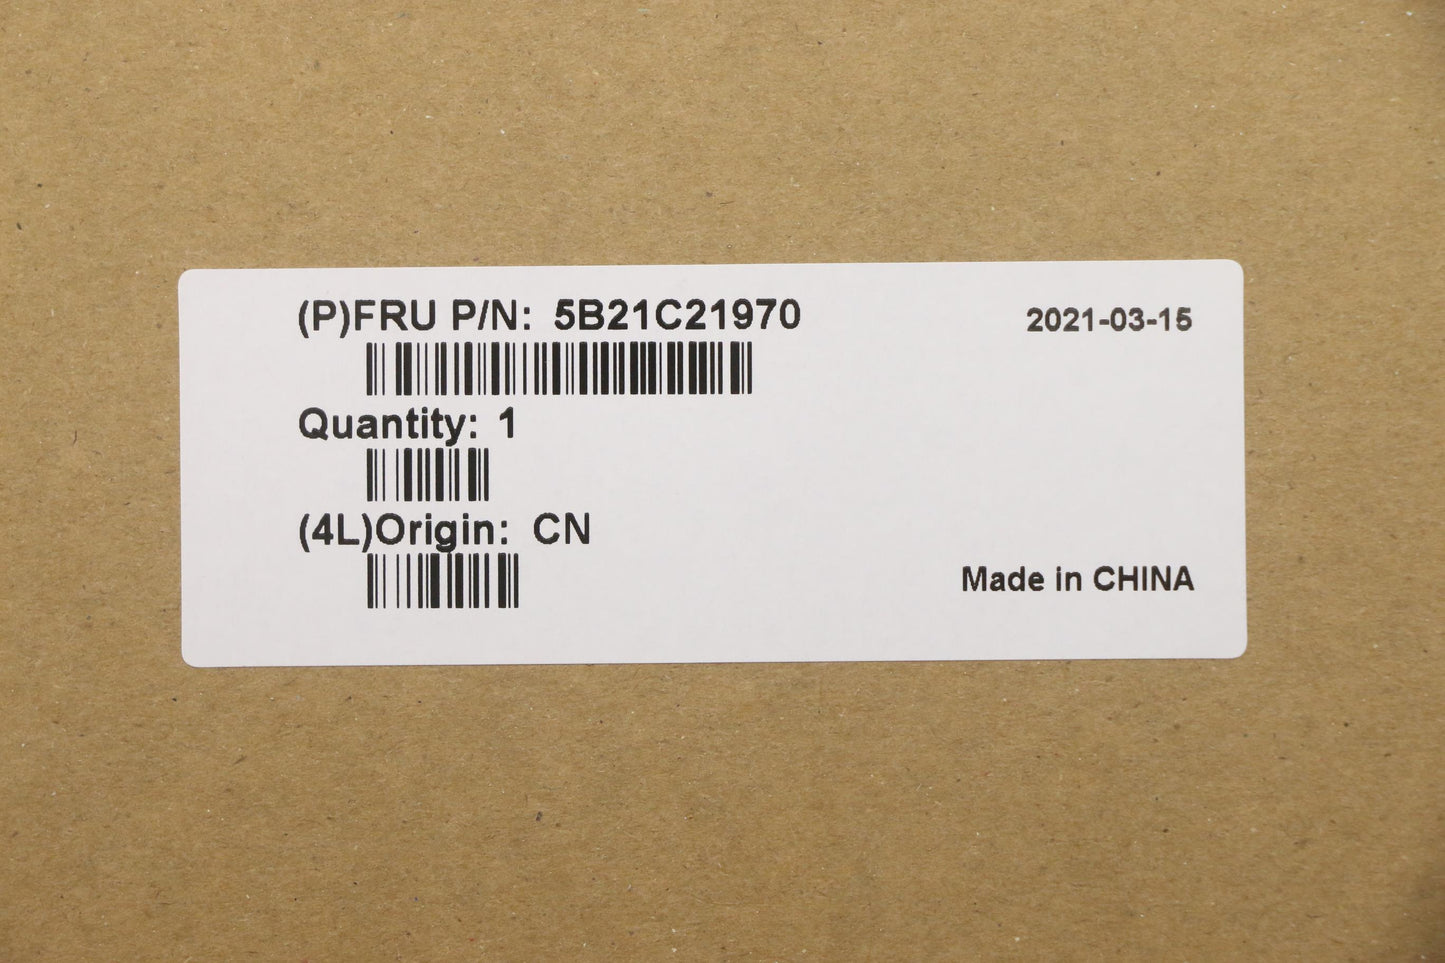 (P)FRU P/N: 5B21C21970
2021-03-15
Quantity: 1
(4L)Origin: CN
Made in CHINA